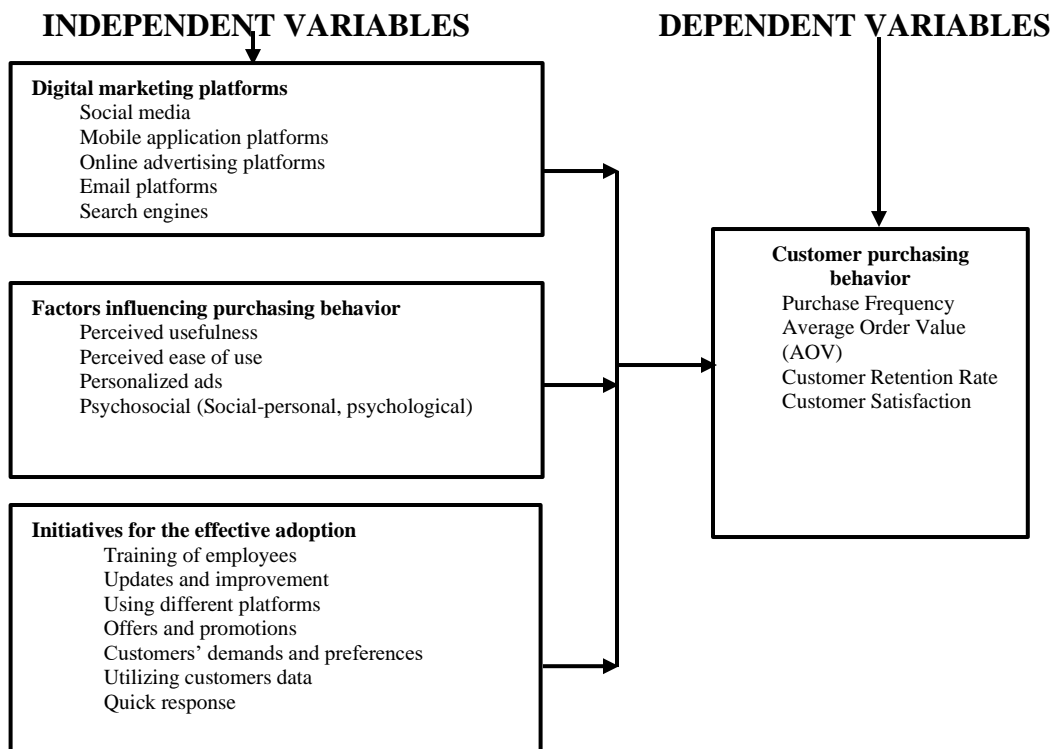 INDEPENDENT VARIABLES
DEPENDENT VARIABLES
Digital marketing platforms
Social media
Mobile application platforms
Online advertising platforms
Email platforms
Search engines
Factors influencing purchasing behavior
Perceived usefulness
Perceived ease of use
Personalized ads
Psychosocial (Social-personal, psychological)
Initiatives for the effective adoption
Training of employees
Updates and improvement
Using different platforms
Offers and promotions
Customers’ demands and preferences
Utilizing customers data
Quick response
Customer purchasing
behavior
Purchase Frequency
Average Order Value
(AOV)
Customer Retention Rate
Customer Satisfaction